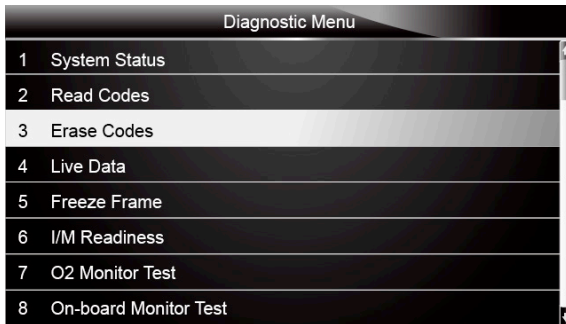 Diagnostic Menu
1 System Status
2 Read Codes
3 Erase Codes
4 Live Data
5 Freeze Frame
6 I/M Readiness
7 O2 Monitor Test
8 On-board Monitor Test